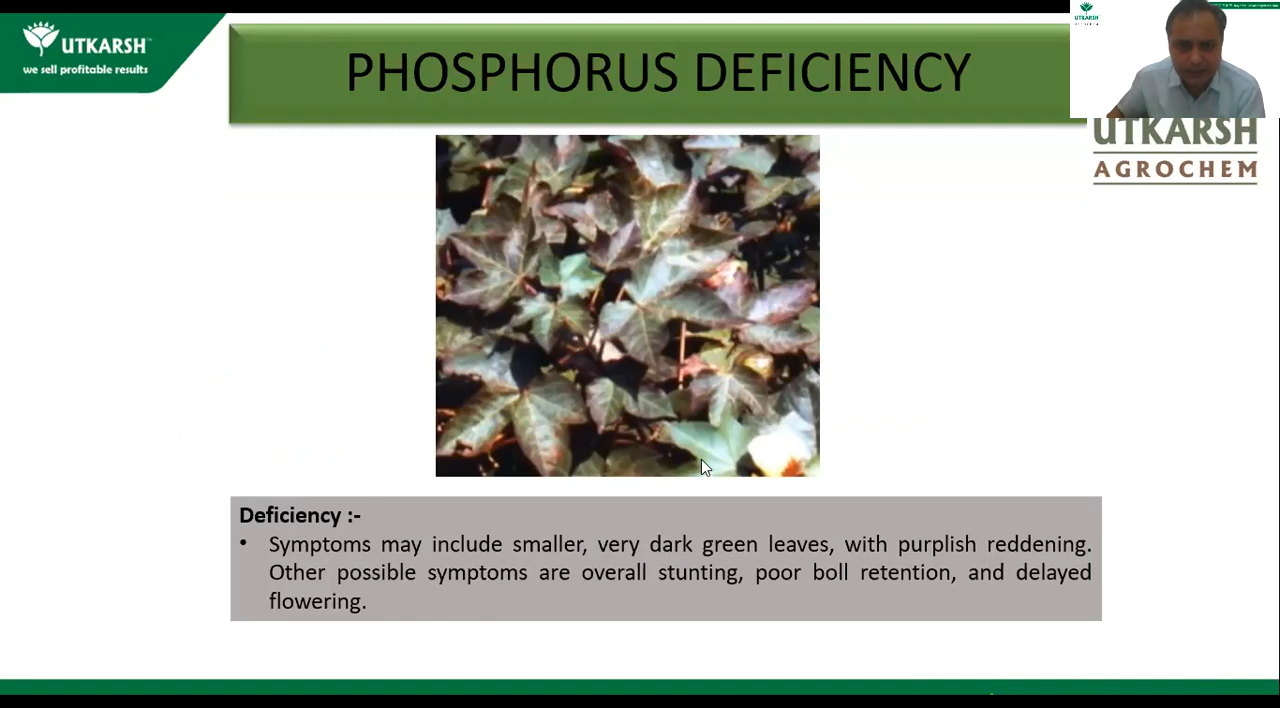 UTKARSH™
we sell profitable results
PHOSPHORUS DEFICIENCY
UTKARSH
UTKARSH
AGROCHEM
Deficiency :-
• Symptoms may include smaller, very dark green leaves, with purplish reddening.
Other possible symptoms are overall stunting, poor boll retention, and delayed
flowering.